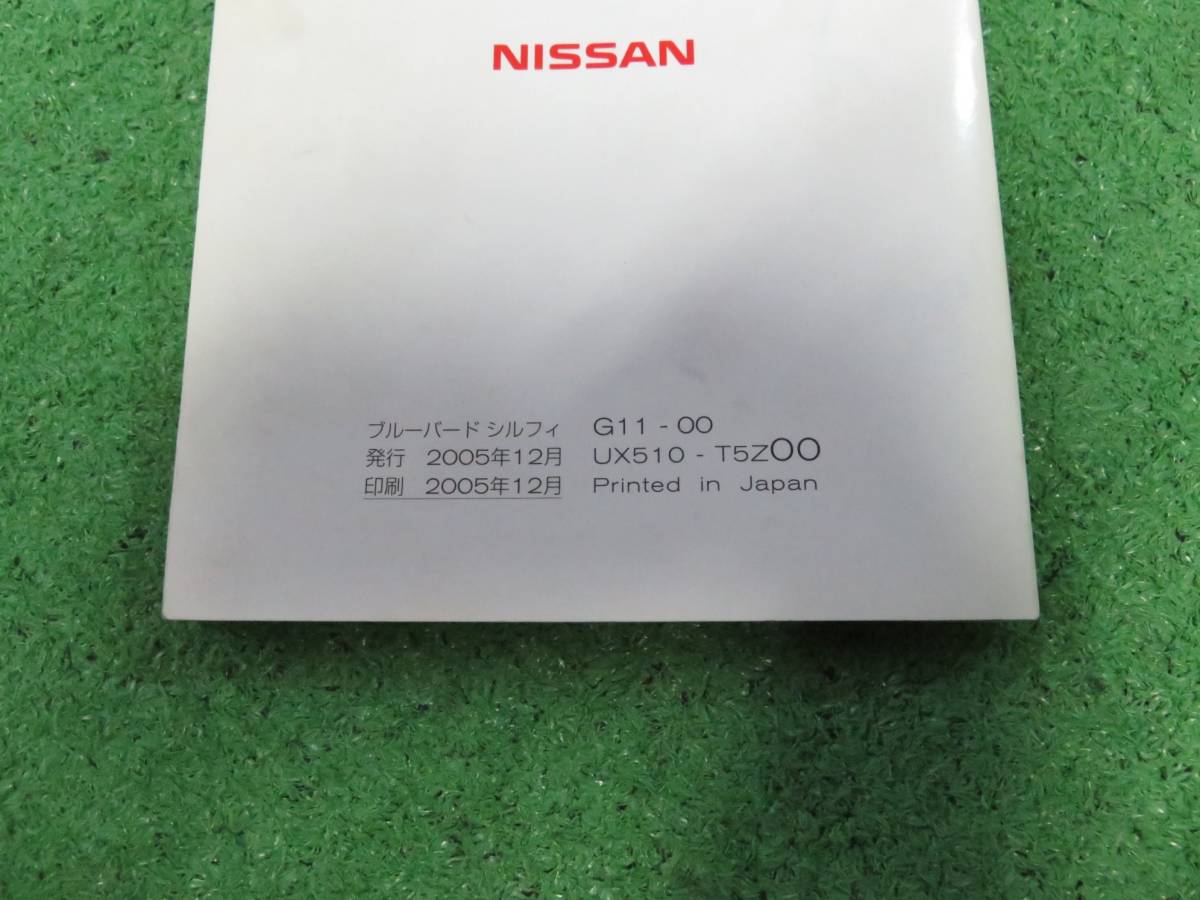 NISSAN
ブルーバード シルフィ G11 - 00
発行 2005年12月 UX510 - T5Z00
印刷 2005年12月 Printed in Japan